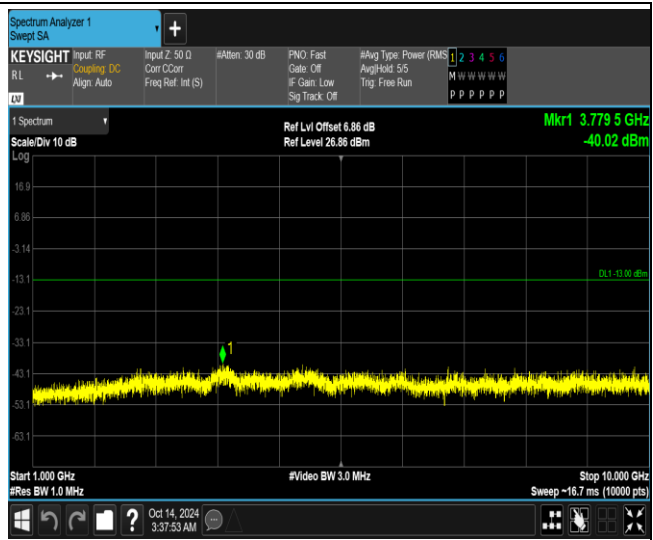 Spectrum Analyzer 1
Swept SA
+
KEYSIGHT
RL
LXI
Input: RF
Coupling: DC
Align: Auto
Input Z: 50 Ω
Corr CCorr
Freq Ref: Int (S)
#Atten: 30 dB
PNO: Fast
Gate: Off
IF Gain: Low
Sig Track: Off
#Avg Type: Power (RMS
Avg|Hold: 5/5
Trig: Free Run
1 2 3 4 5 6
M W W W W W
P P P P P P
1 Spectrum
Scale/Div 10 dB
Log
Ref Lvl Offset 6.86 dB
Ref Level 26.86 dBm
Mkr1 3.779 5 GHz
-40.02 dBm
16.9
6.86
-3.14
-13.1
DL1 -13.00 dBm
-23.1
-33.1
1
-43.1
-53.1
-63.1
Start 1.000 GHz
#Res BW 1.0 MHz
#Video BW 3.0 MHz
Stop 10.000 GHz
Sweep ~16.7 ms (10000 pts)
?
Oct 14, 2024
3:37:53 AM